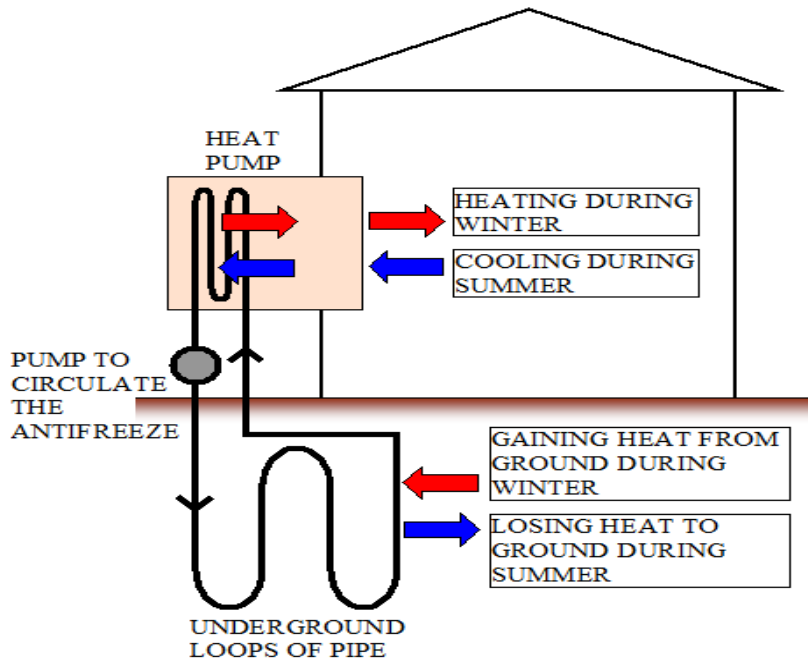 HEAT
PUMP
HEATING DURING
WINTER
COOLING DURING
SUMMER
PUMP TO
CIRCULATE
THE
ANTIFREEZE
GAINING HEAT FROM
GROUND DURING
WINTER
LOSING HEAT TO
GROUND DURING
SUMMER
UNDERGROUND
LOOPS OF PIPE